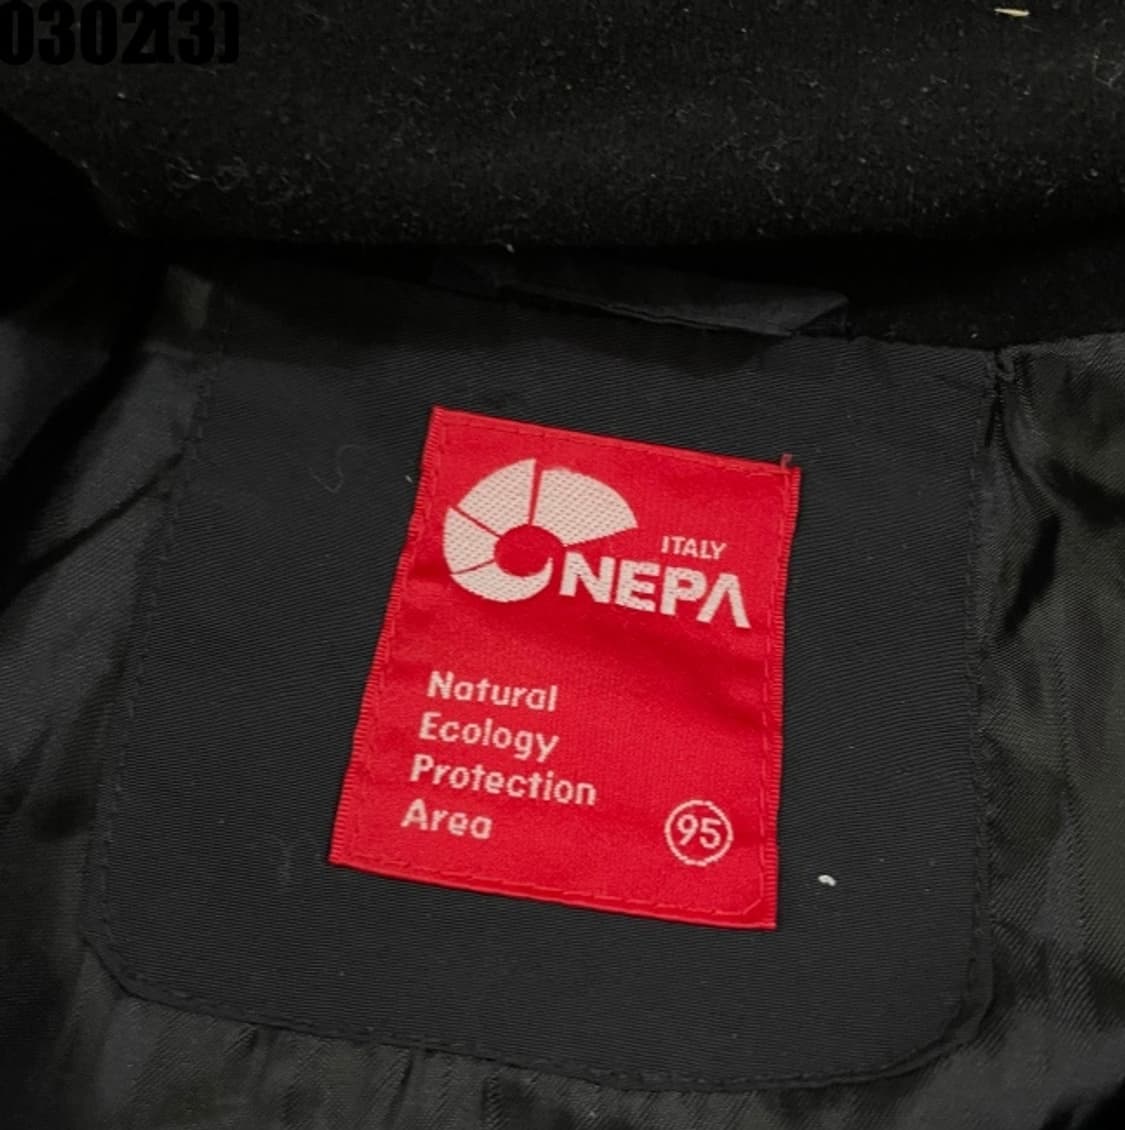 0302(3)
ITALY
NEPA
Natural
Ecology
Protection
Area
95